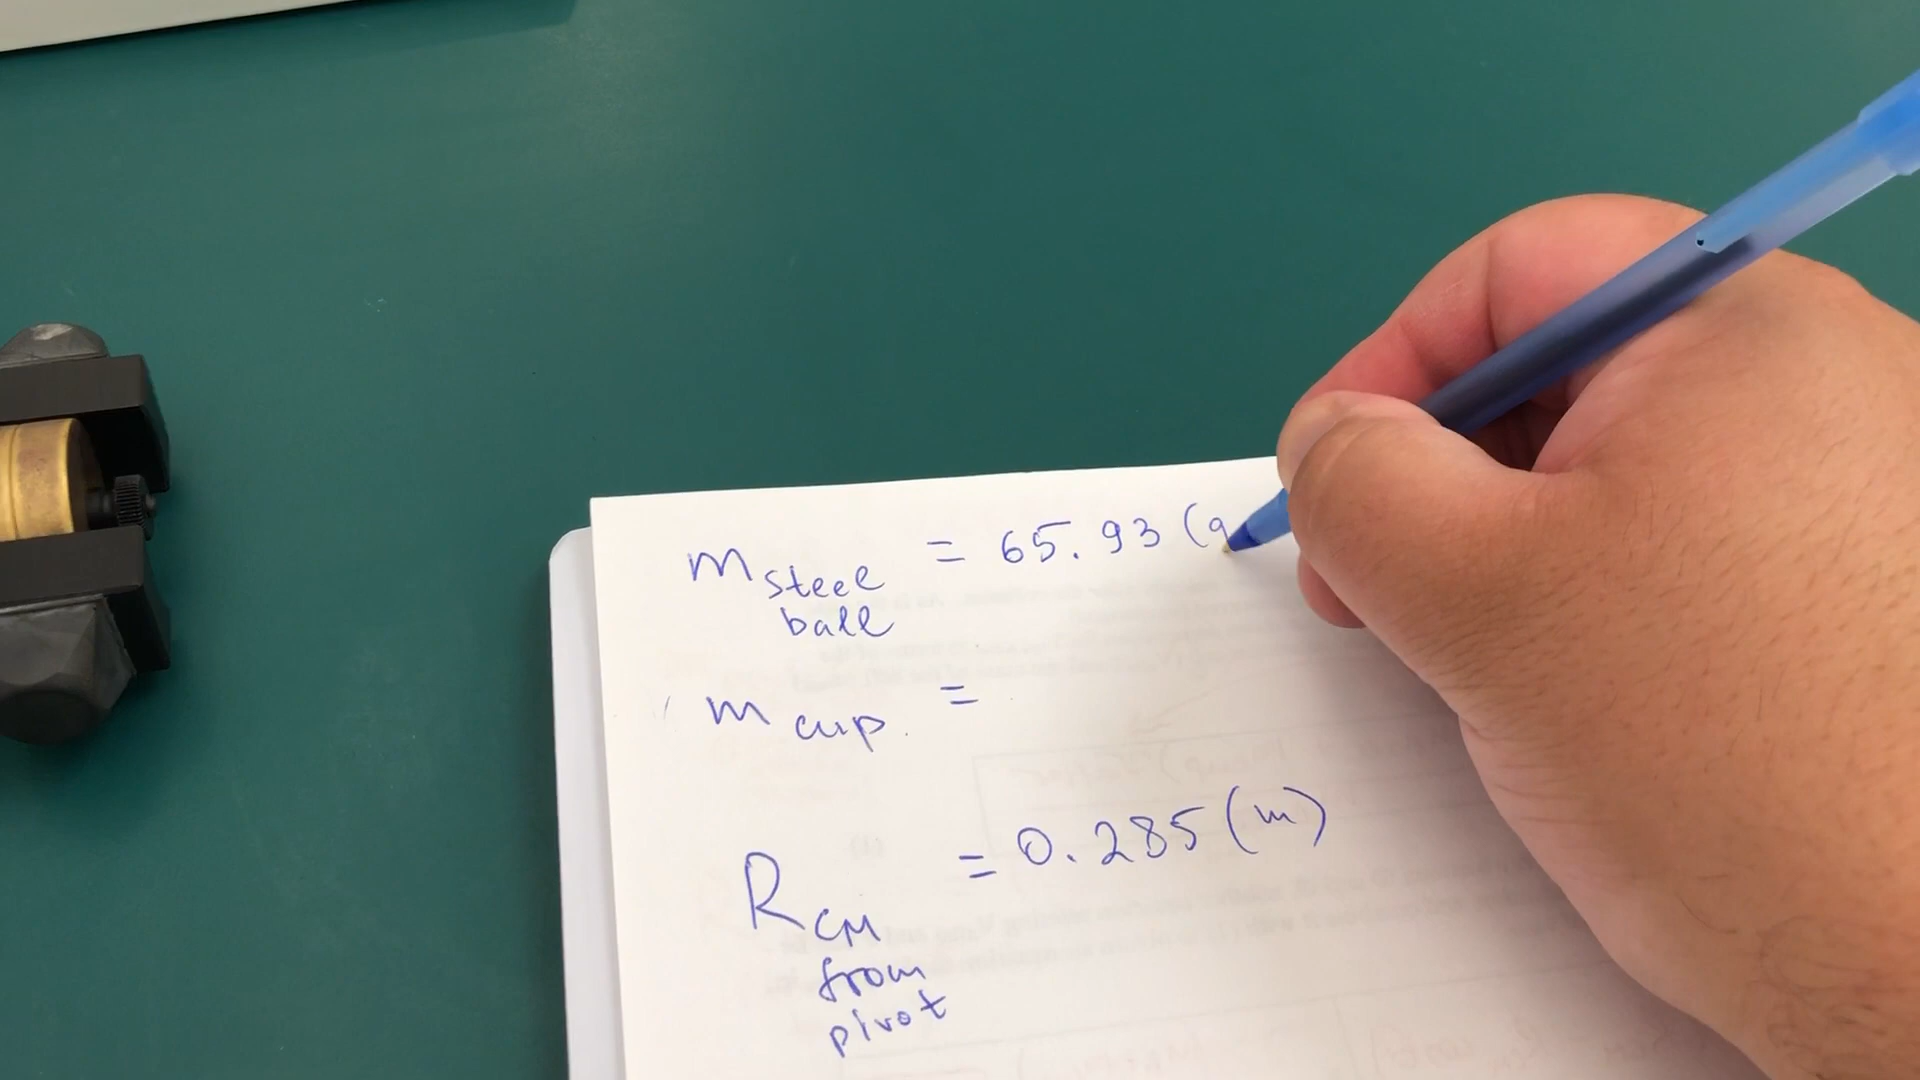 m steel ball = 65.93 (g
m cup. =
R CM from pivot = 0.285 (m)